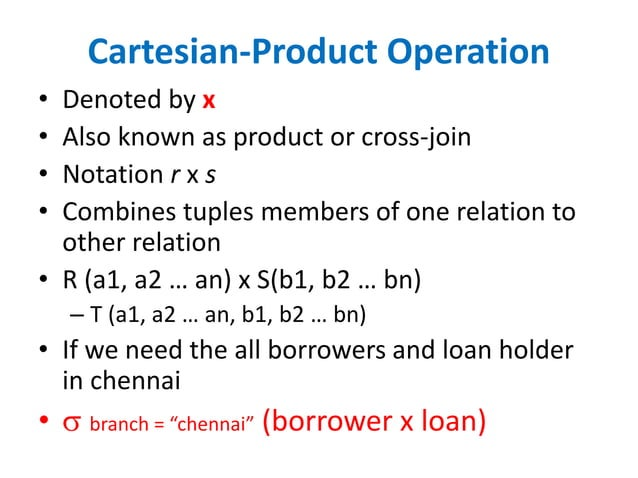 Cartesian-Product Operation
• Denoted by x
• Also known as product or cross-join
• Notation r x s
• Combines tuples members of one relation to
other relation
• R (a1, a2 … an) x S(b1, b2 … bn)
– T (a1, a2 … an, b1, b2 … bn)
• If we need the all borrowers and loan holder
in chennai
• σ branch = “chennai” (borrower x loan)